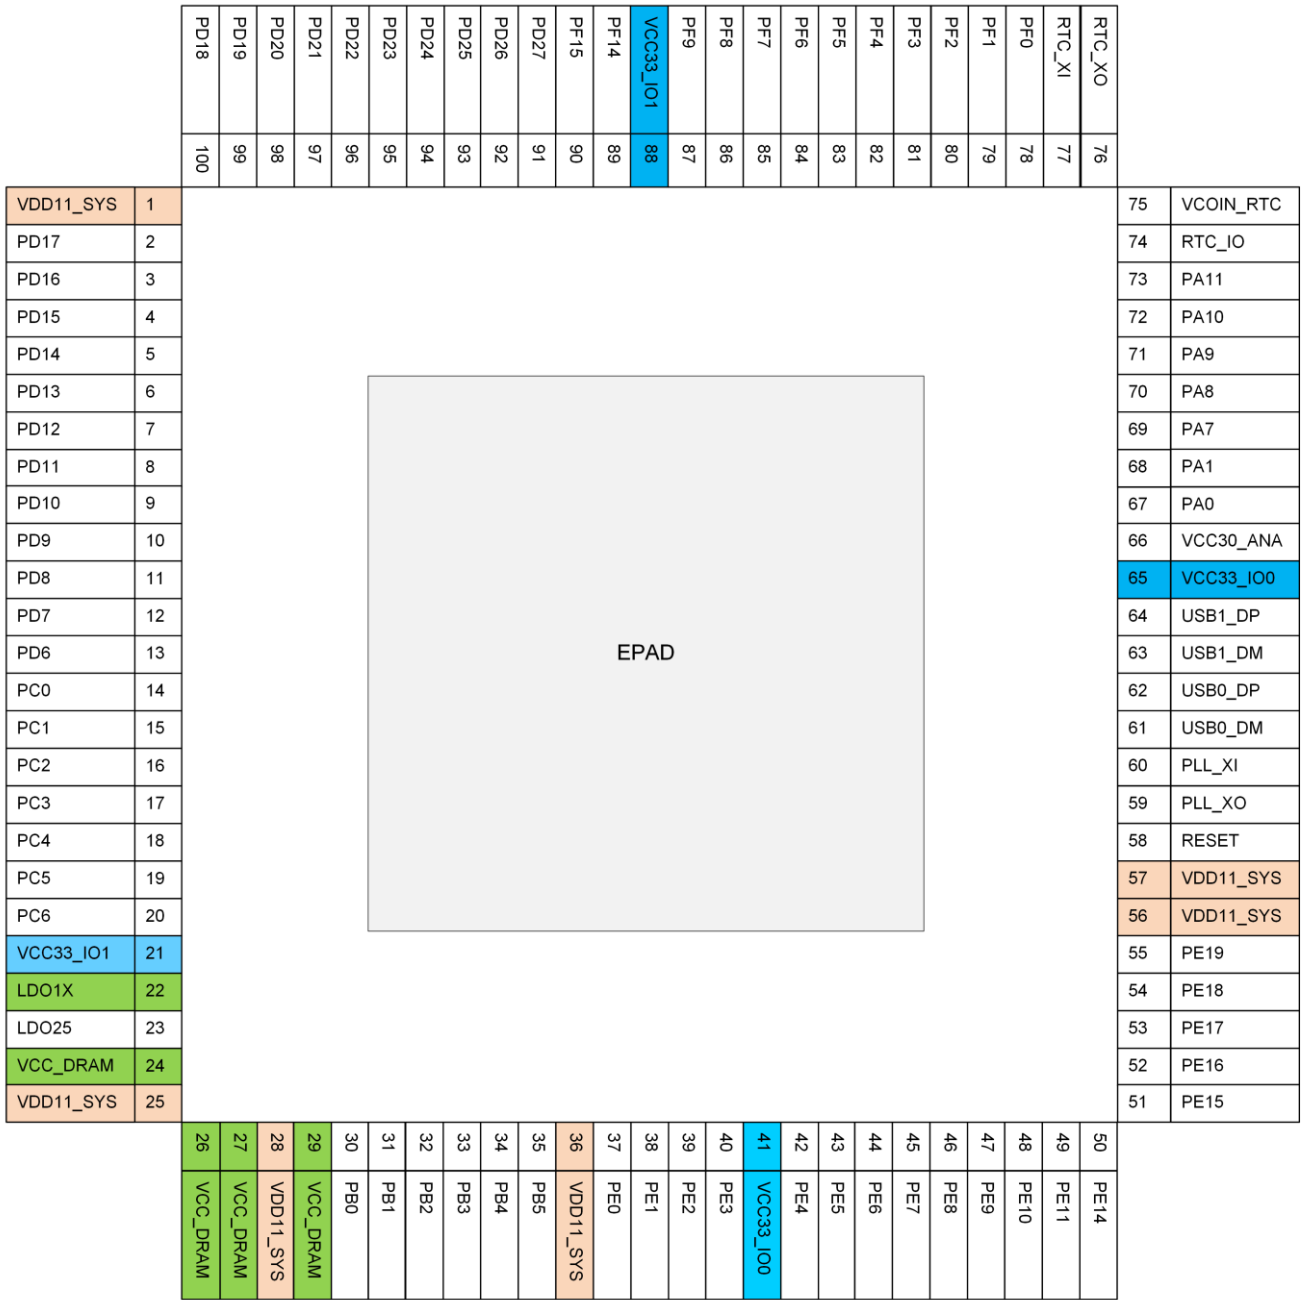 PD18 PD19 PD20 PD21 PD22 PD23 PD24 PD25 PD26 PD27 PF15 PF14 VCC33_IO1 PF9 PF8 PF7 PF6 PF5 PF4 PF3 PF2 PF1 PF0 RTC_XI RTC_XO
100 99 98 97 96 95 94 93 92 91 90 89 88 87 86 85 84 83 82 81 80 79 78 77 76
VDD11_SYS 1 75 VCOIN_RTC
PD17 2 74 RTC_IO
PD16 3 73 PA11
PD15 4 72 PA10
PD14 5 71 PA9
PD13 6 70 PA8
PD12 7 69 PA7
PD11 8 68 PA1
PD10 9 67 PA0
PD9 10 66 VCC30_ANA
PD8 11 65 VCC33_IO0
PD7 12 64 USB1_DP
PD6 13 EPAD 63 USB1_DM
PC0 14 62 USB0_DP
PC1 15 61 USB0_DM
PC2 16 60 PLL_XI
PC3 17 59 PLL_XO
PC4 18 58 RESET
PC5 19 57 VDD11_SYS
PC6 20 56 VDD11_SYS
VCC33_IO1 21 55 PE19
LDO1X 22 54 PE18
LDO25 23 53 PE17
VCC_DRAM 24 52 PE16
VDD11_SYS 25 51 PE15
26 27 28 29 30 31 32 33 34 35 36 37 38 39 40 41 42 43 44 45 46 47 48 49 50
VCC_DRAM VCC_DRAM VDD11_SYS VCC_DRAM PB0 PB1 PB2 PB3 PB4 PB5 VDD11_SYS PE0 PE1 PE2 PE3 VCC33_IO0 PE4 PE5 PE6 PE7 PE8 PE9 PE10 PE11 PE14